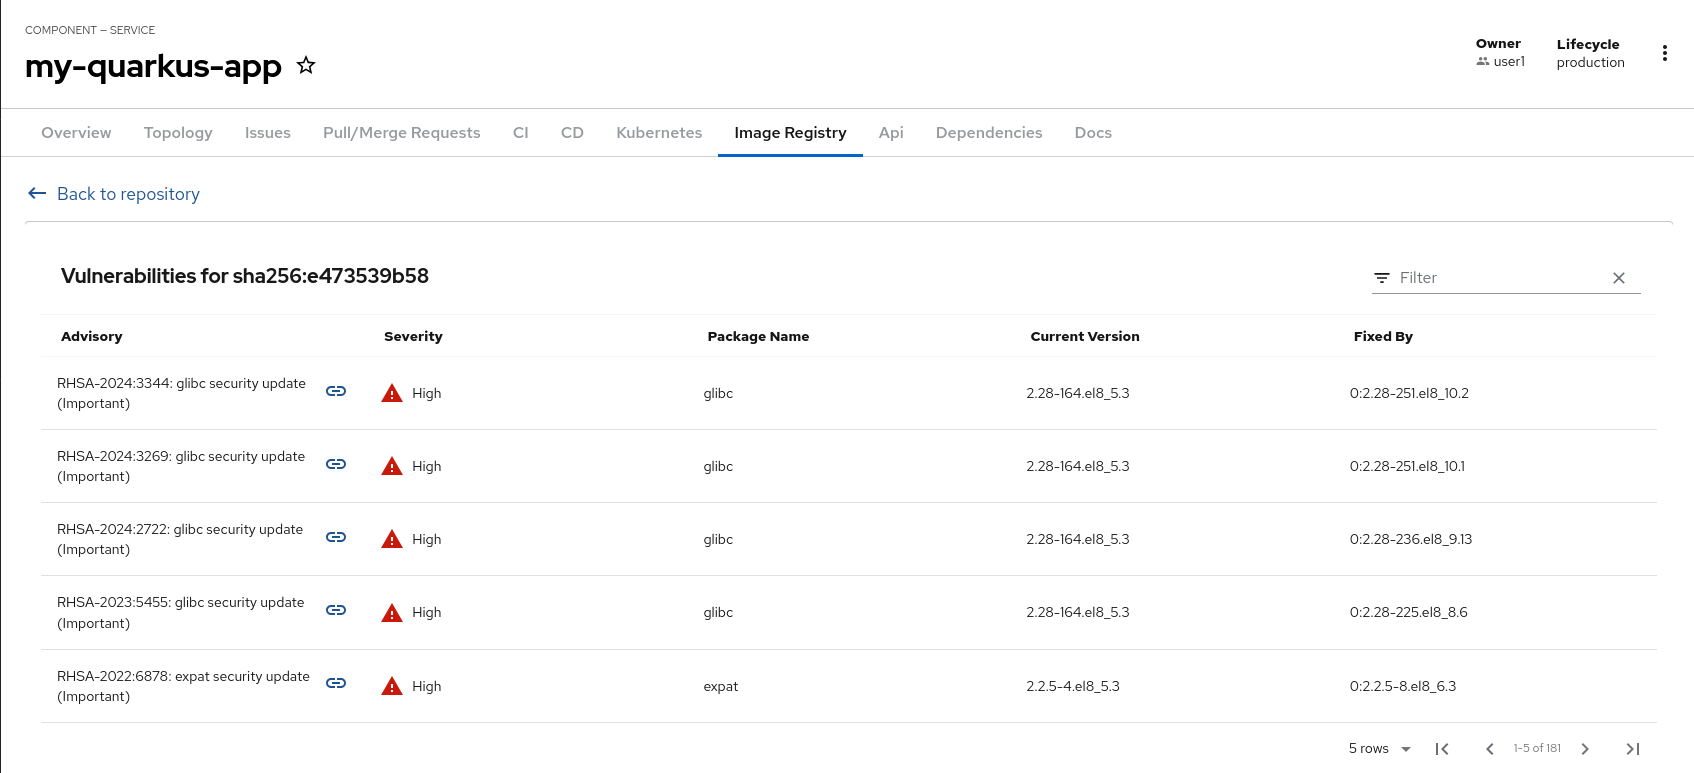 COMPONENT — SERVICE
my-quarkus-app
Owner
user1
Lifecycle
production
Overview Topology Issues Pull/Merge Requests CI CD Kubernetes Image Registry Api Dependencies Docs
Back to repository
Vulnerabilities for sha256:e473539b58
Filter
Advisory Severity Package Name Current Version Fixed By
RHSA-2024:3344: glibc security update
(Important)
High glibc 2.28-164.el8_5.3 0:2.28-251.el8_10.2
RHSA-2024:3269: glibc security update
(Important)
High glibc 2.28-164.el8_5.3 0:2.28-251.el8_10.1
RHSA-2024:2722: glibc security update
(Important)
High glibc 2.28-164.el8_5.3 0:2.28-236.el8_9.13
RHSA-2023:5455: glibc security update
(Important)
High glibc 2.28-164.el8_5.3 0:2.28-225.el8_8.6
RHSA-2022:6878: expat security update
(Important)
High expat 2.2.5-4.el8_5.3 0:2.2.5-8.el8_6.3
5 rows 1-5 of 181